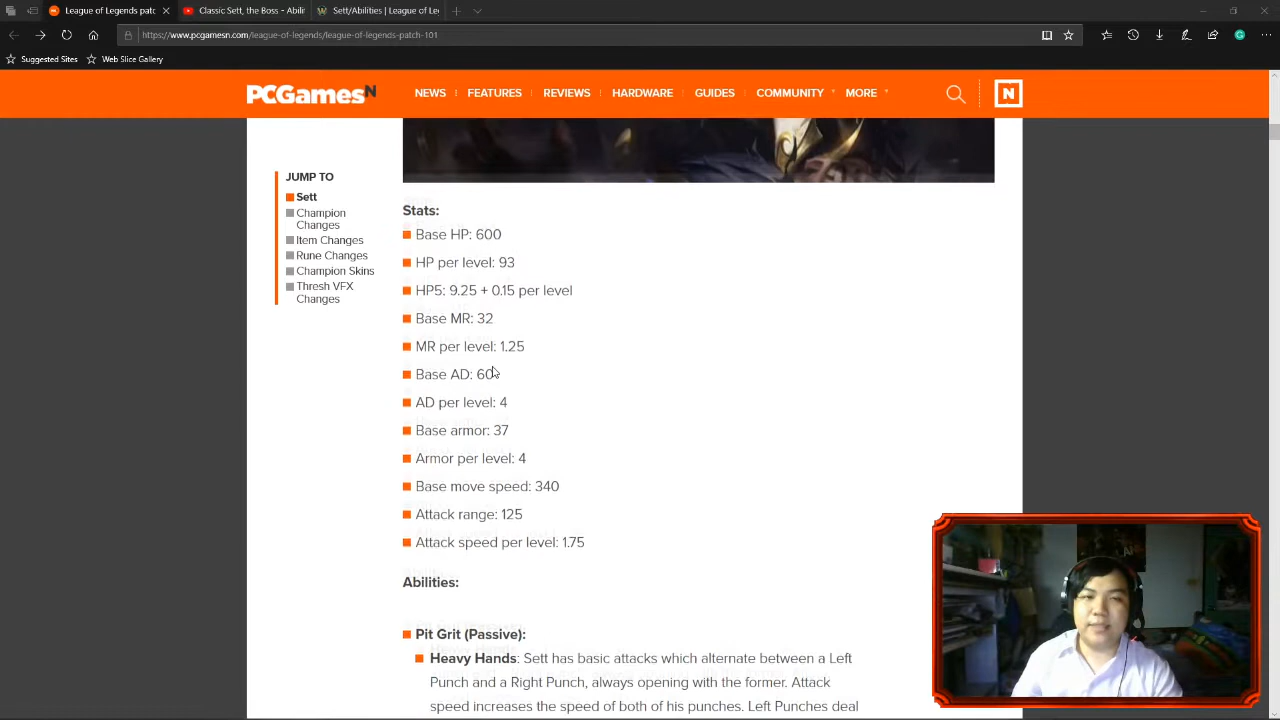 League of Legends patc
Classic Sett, the Boss - Abilit
Sett/Abilities | League of Leg
https://www.pcgamesn.com/league-of-legends/league-of-legends-patch-101
Suggested Sites
Web Slice Gallery
PCGamesN
NEWS
FEATURES
REVIEWS
HARDWARE
GUIDES
COMMUNITY
MORE
N
JUMP TO
Sett
Champion
Changes
Item Changes
Rune Changes
Champion Skins
Thresh VFX
Changes
Stats:
Base HP: 600
HP per level: 93
HP5: 9.25 + 0.15 per level
Base MR: 32
MR per level: 1.25
Base AD: 60
AD per level: 4
Base armor: 37
Armor per level: 4
Base move speed: 340
Attack range: 125
Attack speed per level: 1.75
Abilities:
Pit Grit (Passive):
Heavy Hands: Sett has basic attacks which alternate between a Left
Punch and a Right Punch, always opening with the former. Attack
speed increases the speed of both of his punches. Left Punches deal